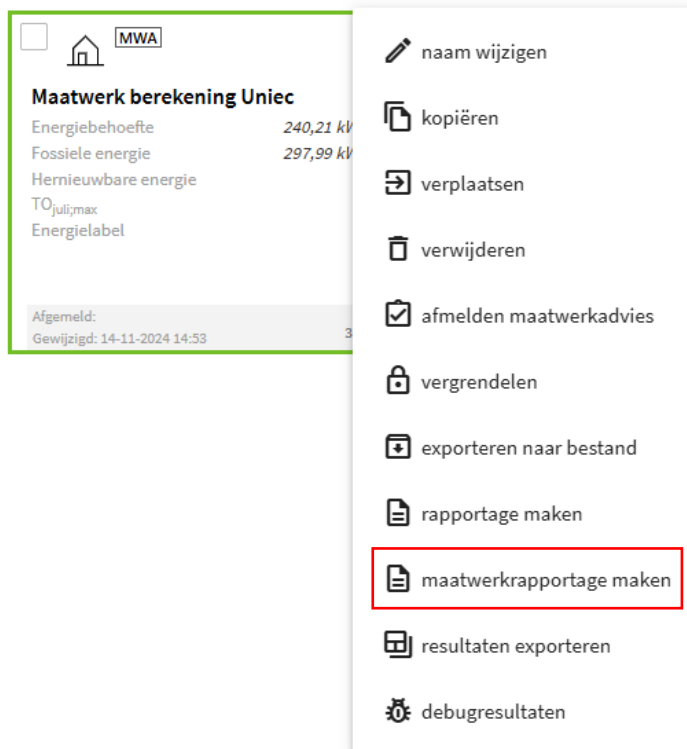 MWA
Maatwerk berekening Uniec
Energiebehoefte 240,21
Fossiele energie 297,99
Hernieuwbare energie
TOjuli;max
Energielabel
Afgemeld:
Gewijzigd: 14-11-2024 14:53
3
naam wijzigen
kopiëren
verplaatsen
verwijderen
afmelden maatwerkadvies
vergrendelen
exporteren naar bestand
rapportage maken
maatwerkrapportage maken
resultaten exporteren
debugresultaten